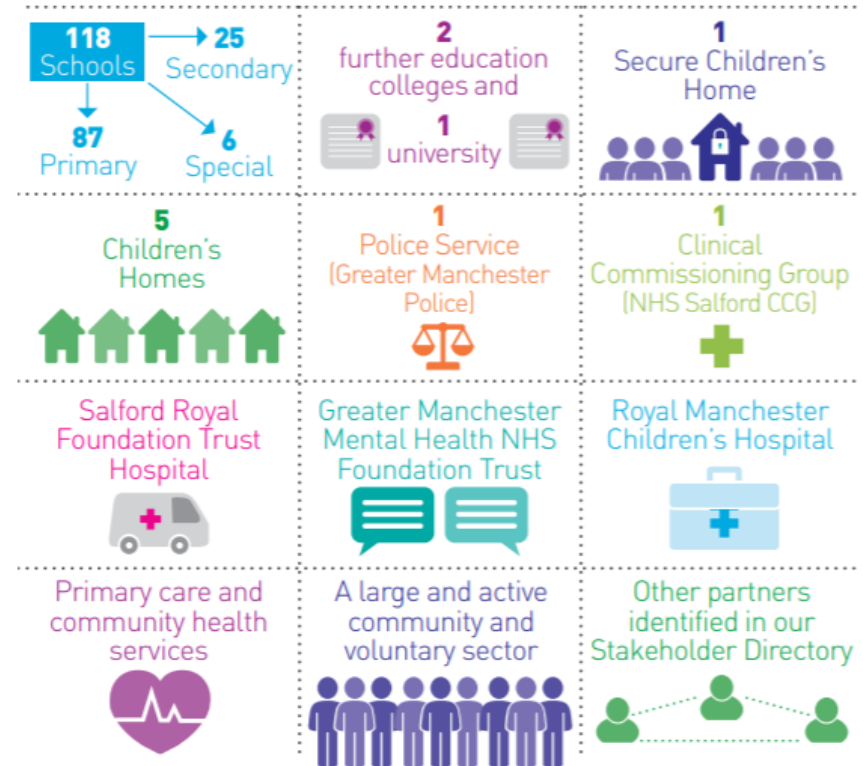 118
Schools
25
Secondary
87
Primary
6
Special
2
further education
colleges and
1
university
1
Secure Children's
Home
5
Children's
Homes
1
Police Service
(Greater Manchester
Police)
1
Clinical
Commissioning Group
(NHS Salford CCG)
Salford Royal
Foundation Trust
Hospital
Greater Manchester
Mental Health NHS
Foundation Trust
Royal Manchester
Children's Hospital
Primary care and
community health
services
A large and active
community and
voluntary sector
Other partners
identified in our
Stakeholder Directory